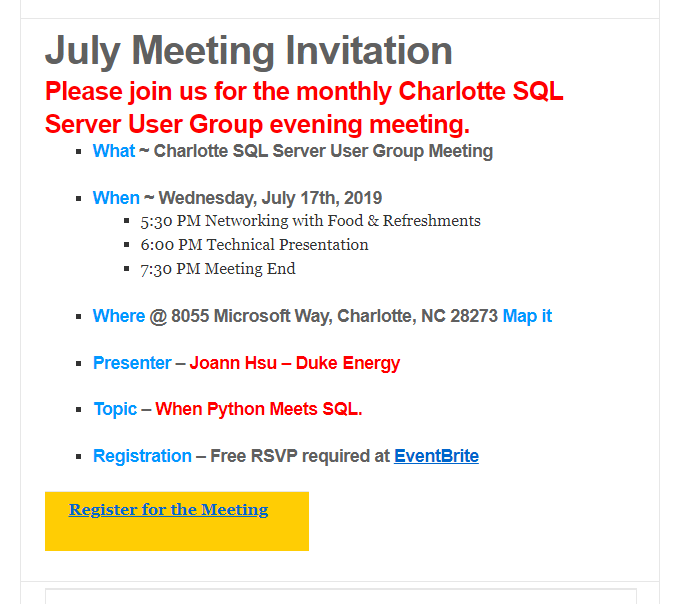 July Meeting Invitation
Please join us for the monthly Charlotte SQL
Server User Group evening meeting.
What ~ Charlotte SQL Server User Group Meeting
When ~ Wednesday, July 17th, 2019
5:30 PM Networking with Food & Refreshments
6:00 PM Technical Presentation
7:30 PM Meeting End
Where @ 8055 Microsoft Way, Charlotte, NC 28273 Map it
Presenter – Joann Hsu – Duke Energy
Topic – When Python Meets SQL.
Registration – Free RSVP required at EventBrite
Register for the Meeting